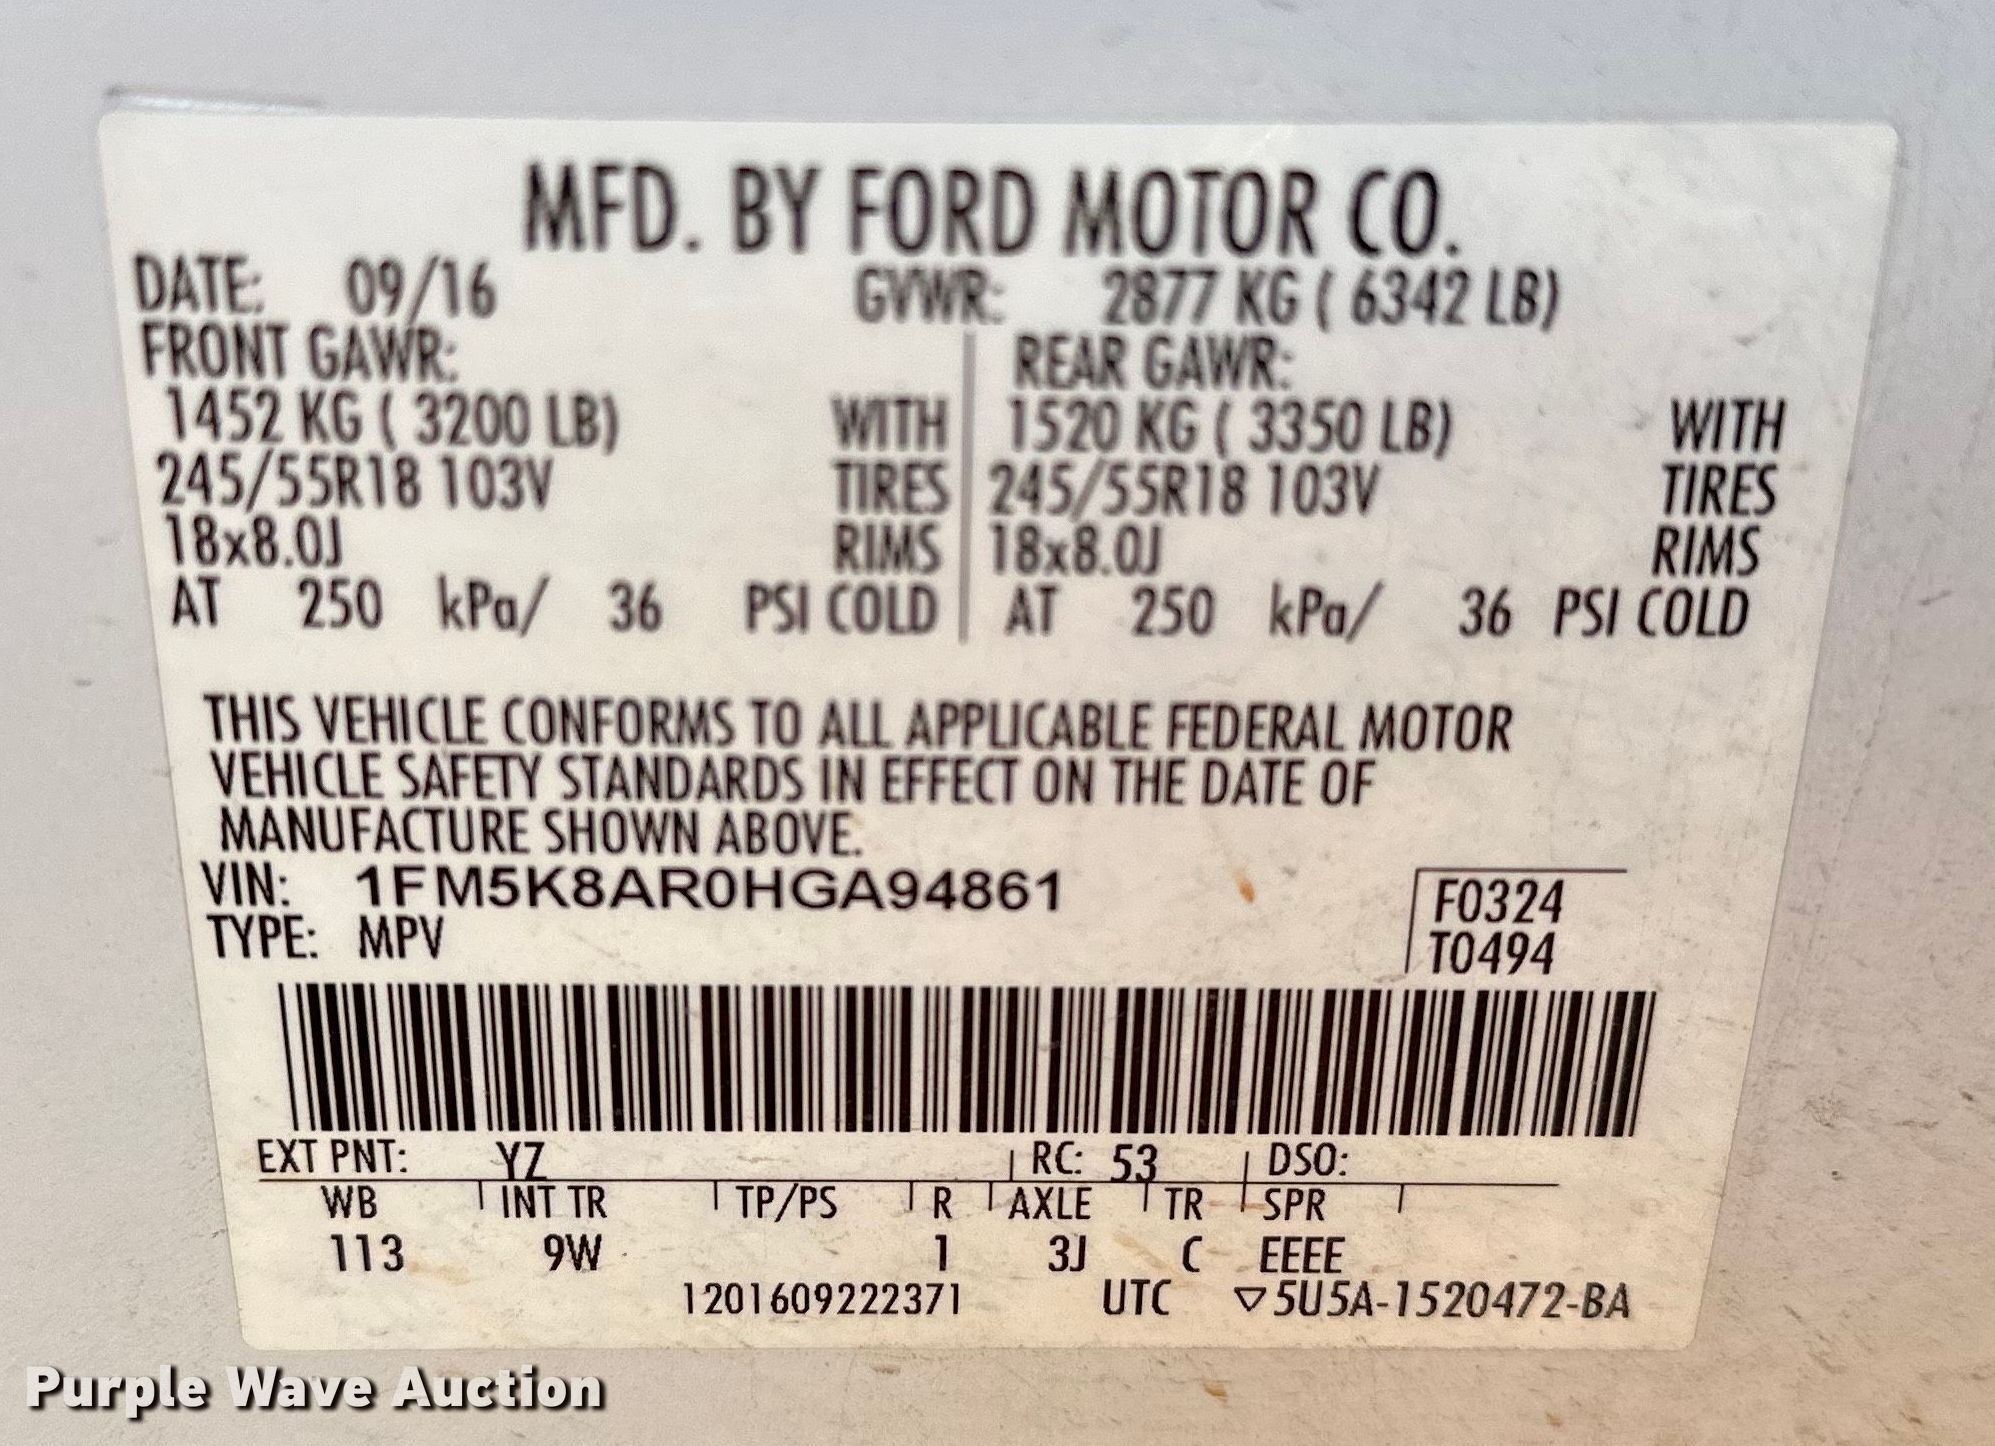 MFD. BY FORD MOTOR CO.
DATE: 09/16 GVWR: 2877 KG ( 6342 LB)
FRONT GAWR: REAR GAWR:
1452 KG ( 3200 LB) WITH 1520 KG ( 3350 LB) WITH
245/55R18 103V TIRES 245/55R18 103V TIRES
18x8.0J RIMS 18x8.0J RIMS
AT 250 kPa/ 36 PSI COLD AT 250 kPa/ 36 PSI COLD
THIS VEHICLE CONFORMS TO ALL APPLICABLE FEDERAL MOTOR
VEHICLE SAFETY STANDARDS IN EFFECT ON THE DATE OF
MANUFACTURE SHOWN ABOVE.
VIN: 1FM5K8AR0HGA94861 F0324
TYPE: MPV T0494
EXT PNT: YZ RC: 53 DSO:
WB INT TR TP/PS R AXLE TR SPR
113 9W 1 3J C EEEE
1201609222371 UTC ▽5U5A-1520472-BA
Purple Wave Auction